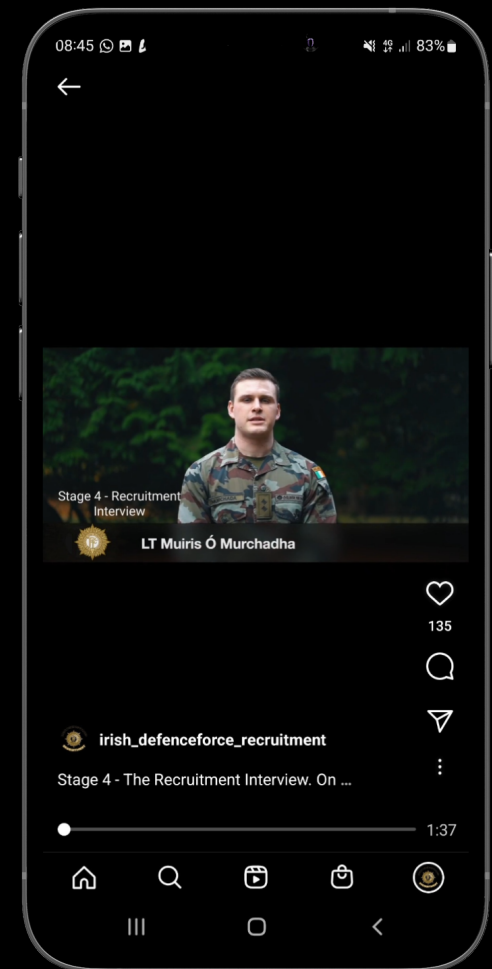 08:45 83%
4G
Stage 4 - Recruitment
Interview
LT Muiris Ó Murchadha
135
irish_defenceforce_recruitment
Stage 4 - The Recruitment Interview. On ...
1:37